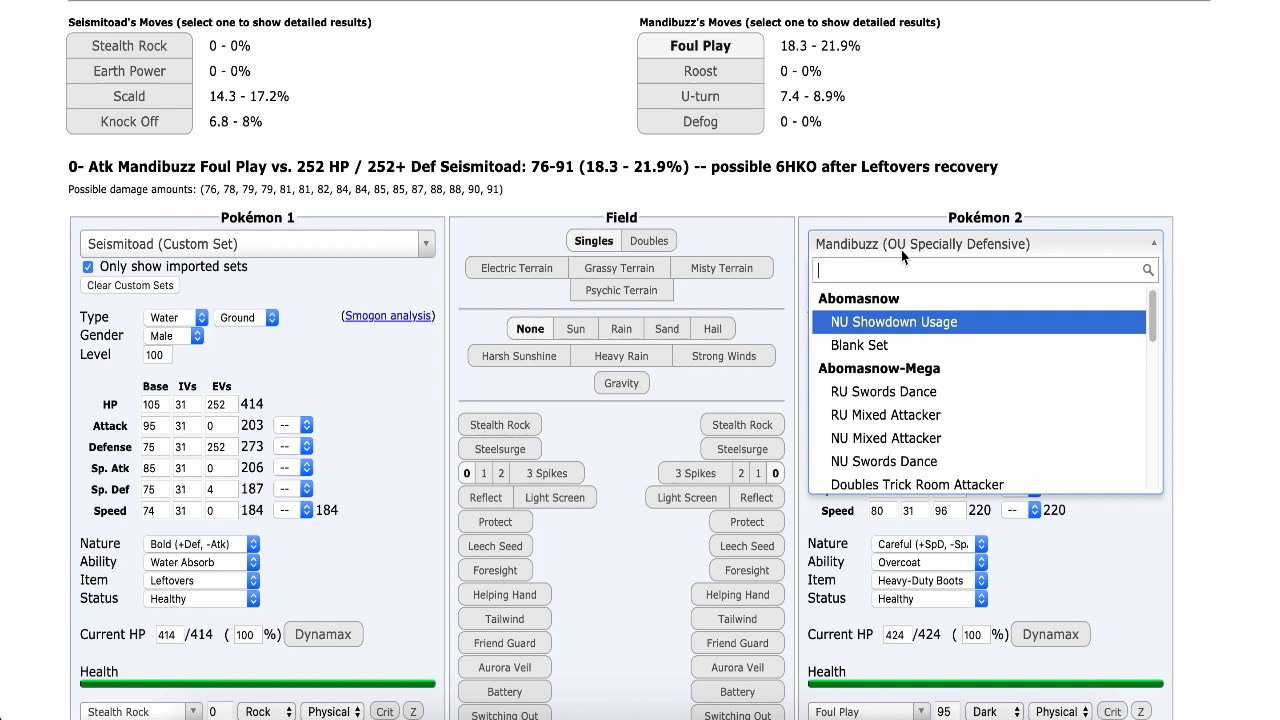 Seismitoad's Moves (select one to show detailed results)
Mandibuzz's Moves (select one to show detailed results)
Stealth Rock 0 - 0%
Foul Play 18.3 - 21.9%
Earth Power 0 - 0%
Roost 0 - 0%
Scald 14.3 - 17.2%
U-turn 7.4 - 8.9%
Knock Off 6.8 - 8%
Defog 0 - 0%
0- Atk Mandibuzz Foul Play vs. 252 HP / 252+ Def Seismitoad: 76-91 (18.3 - 21.9%) -- possible 6HKO after Leftovers recovery
Possible damage amounts: (76, 78, 79, 79, 81, 81, 82, 84, 84, 85, 85, 87, 88, 88, 90, 91)
Pokémon 1
Seismitoad (Custom Set)
Only show imported sets
Clear Custom Sets
Type Water Ground (Smogon analysis)
Gender Male
Level 100
Base IVs EVs
HP 105 31 252 414
Attack 95 31 0 203 --
Defense 75 31 252 273 --
Sp. Atk 85 31 0 206 --
Sp. Def 75 31 4 187 --
Speed 74 31 0 184 -- 184
Nature Bold (+Def, -Atk)
Ability Water Absorb
Item Leftovers
Status Healthy
Current HP 414 /414 ( 100 %) Dynamax
Health
Stealth Rock 0 Rock Physical Crit Z
Field
Singles Doubles
Electric Terrain Grassy Terrain Misty Terrain
Psychic Terrain
None Sun Rain Sand Hail
Harsh Sunshine Heavy Rain Strong Winds
Gravity
Stealth Rock Stealth Rock
Steelsurge Steelsurge
0 1 2 3 Spikes 3 Spikes 2 1 0
Reflect Light Screen Light Screen Reflect
Protect Protect
Leech Seed Leech Seed
Foresight Foresight
Helping Hand Helping Hand
Tailwind Tailwind
Friend Guard Friend Guard
Aurora Veil Aurora Veil
Battery Battery
Switching Out Switching Out
Pokémon 2
Mandibuzz (OU Specially Defensive)
Abomasnow
NU Showdown Usage
Blank Set
Abomasnow-Mega
RU Swords Dance
RU Mixed Attacker
NU Mixed Attacker
NU Swords Dance
Doubles Trick Room Attacker
Speed 80 31 96 220 -- 220
Nature Careful (+SpD, -Sp
Ability Overcoat
Item Heavy-Duty Boots
Status Healthy
Current HP 424 /424 ( 100 %) Dynamax
Health
Foul Play 95 Dark Physical Crit Z